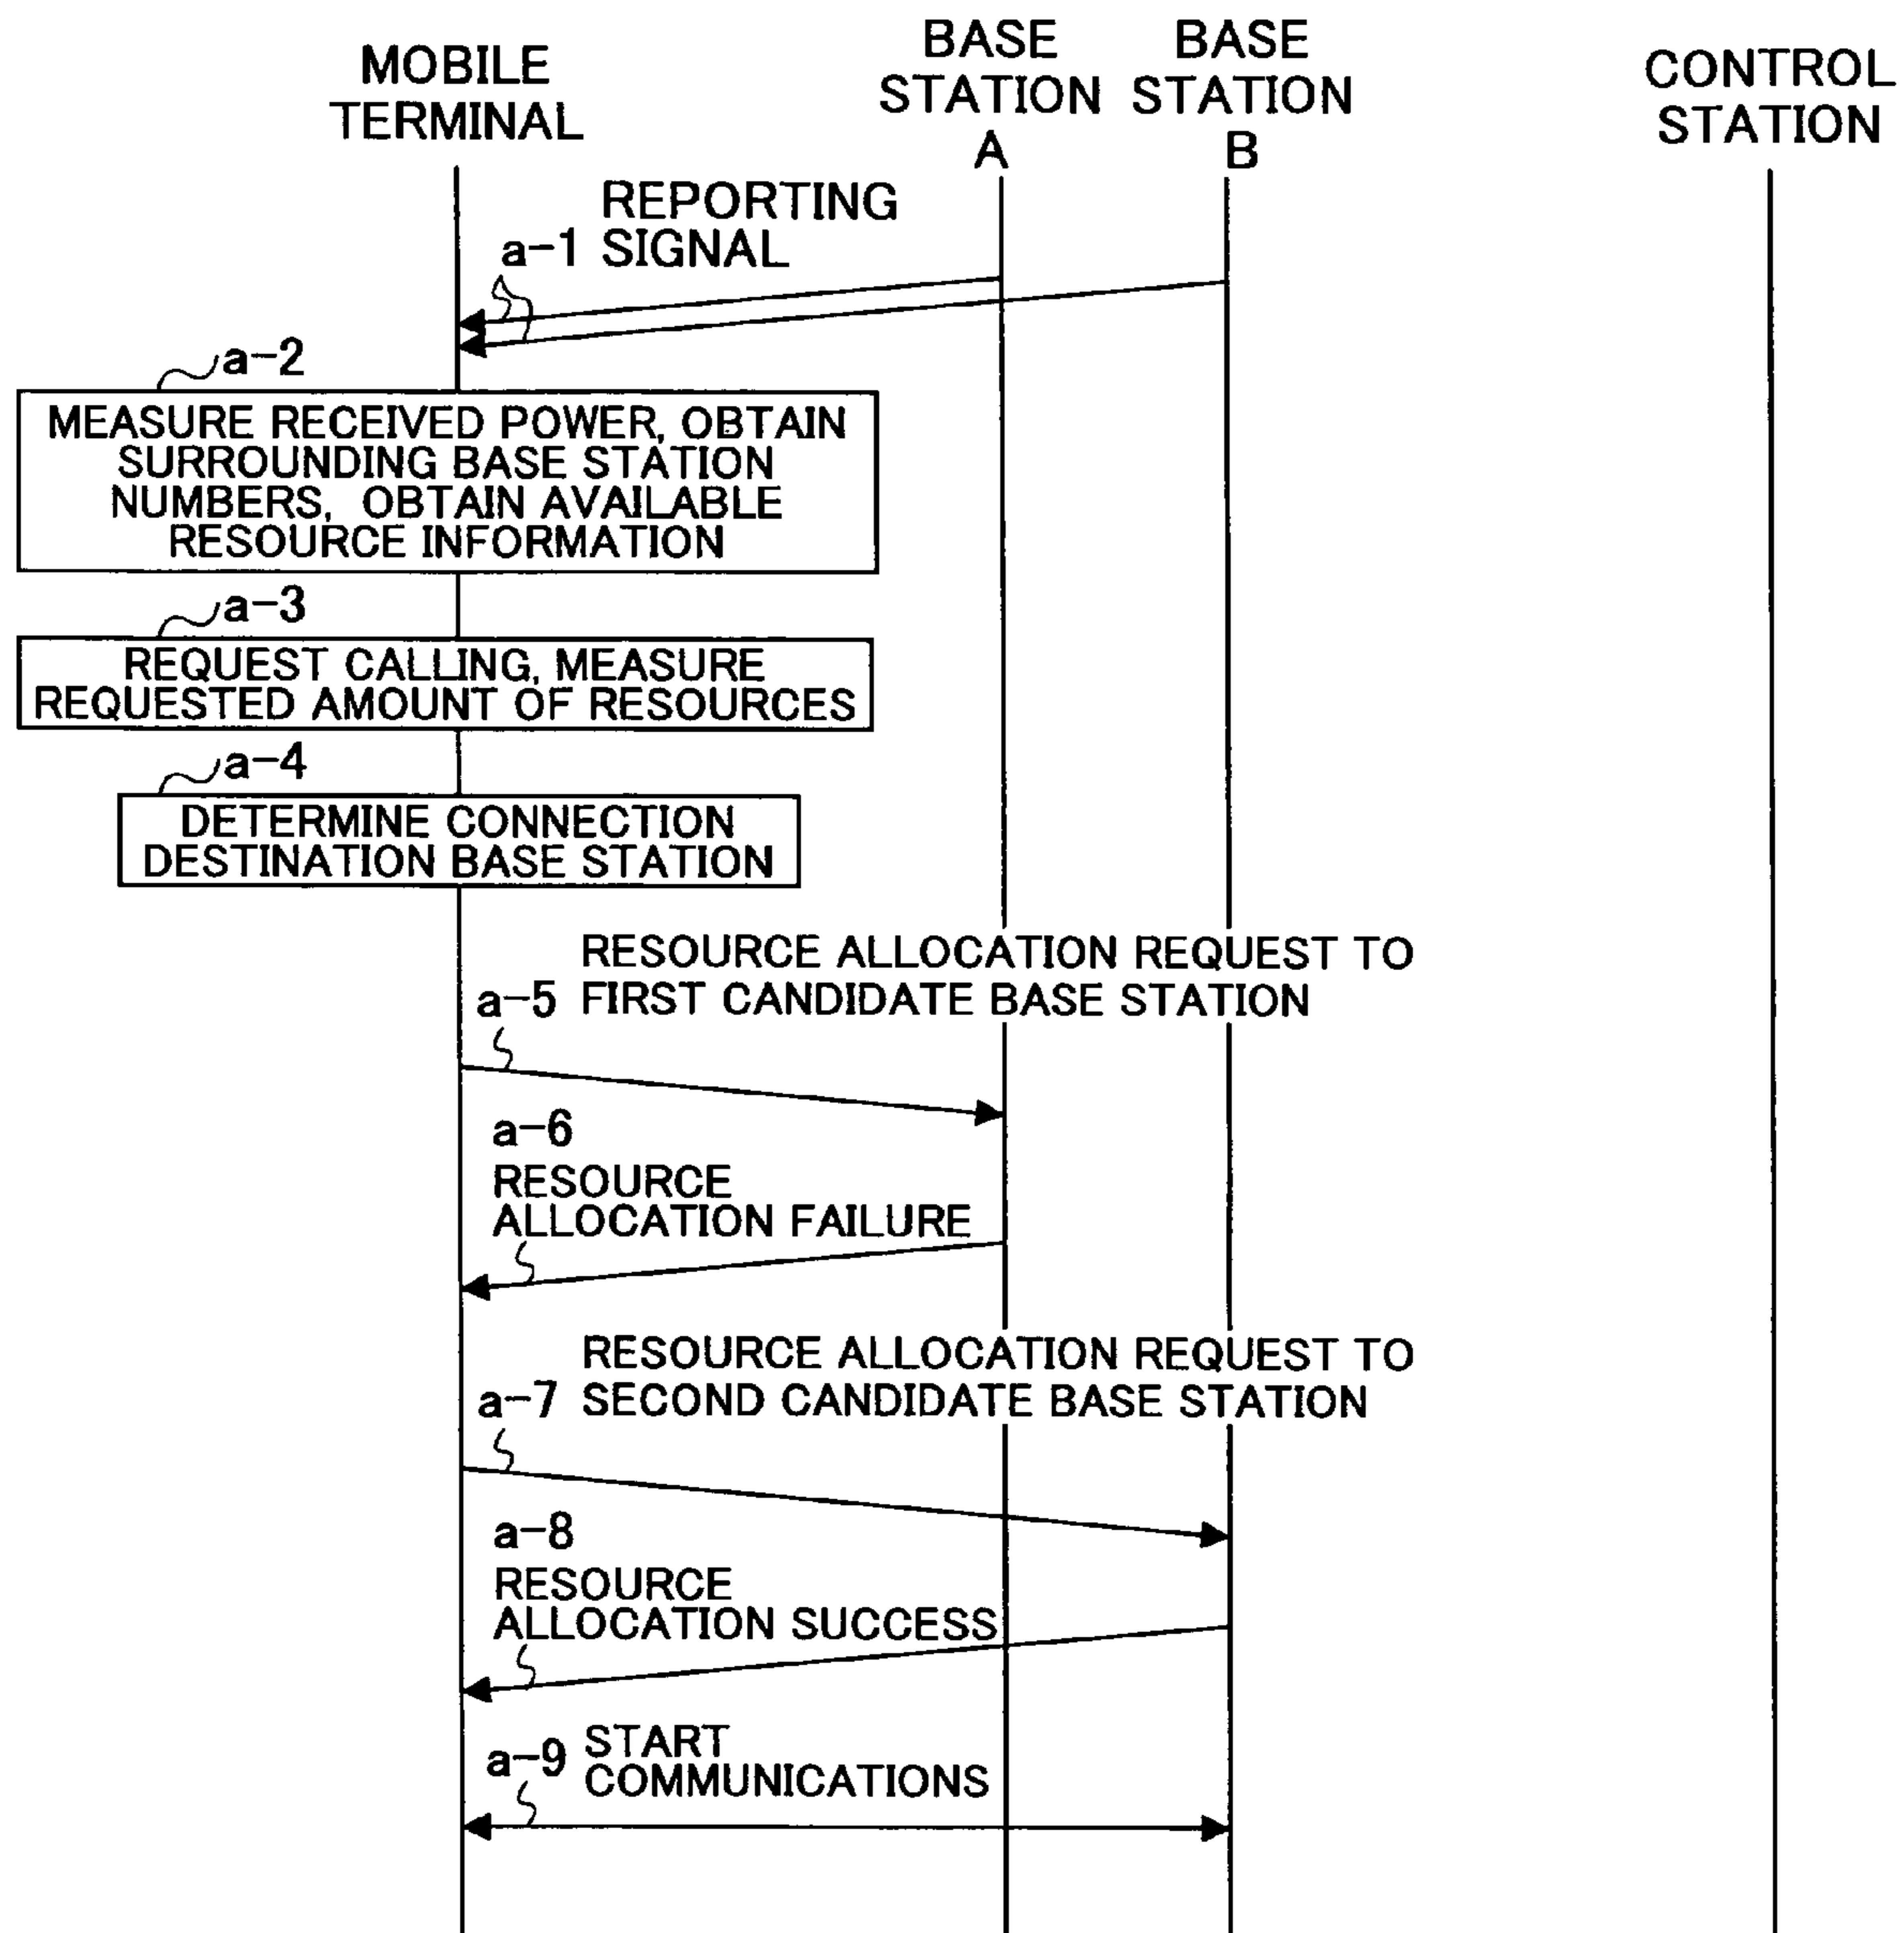 MOBILE
TERMINAL
BASE
STATION
A
BASE
STATION
B
CONTROL
STATION
REPORTING
a-1 SIGNAL
a-2
MEASURE RECEIVED POWER, OBTAIN
SURROUNDING BASE STATION
NUMBERS, OBTAIN AVAILABLE
RESOURCE INFORMATION
a-3
REQUEST CALLING, MEASURE
REQUESTED AMOUNT OF RESOURCES
a-4
DETERMINE CONNECTION
DESTINATION BASE STATION
RESOURCE ALLOCATION REQUEST TO
a-5 FIRST CANDIDATE BASE STATION
a-6
RESOURCE
ALLOCATION FAILURE
RESOURCE ALLOCATION REQUEST TO
a-7 SECOND CANDIDATE BASE STATION
a-8
RESOURCE
ALLOCATION SUCCESS
a-9 START
COMMUNICATIONS